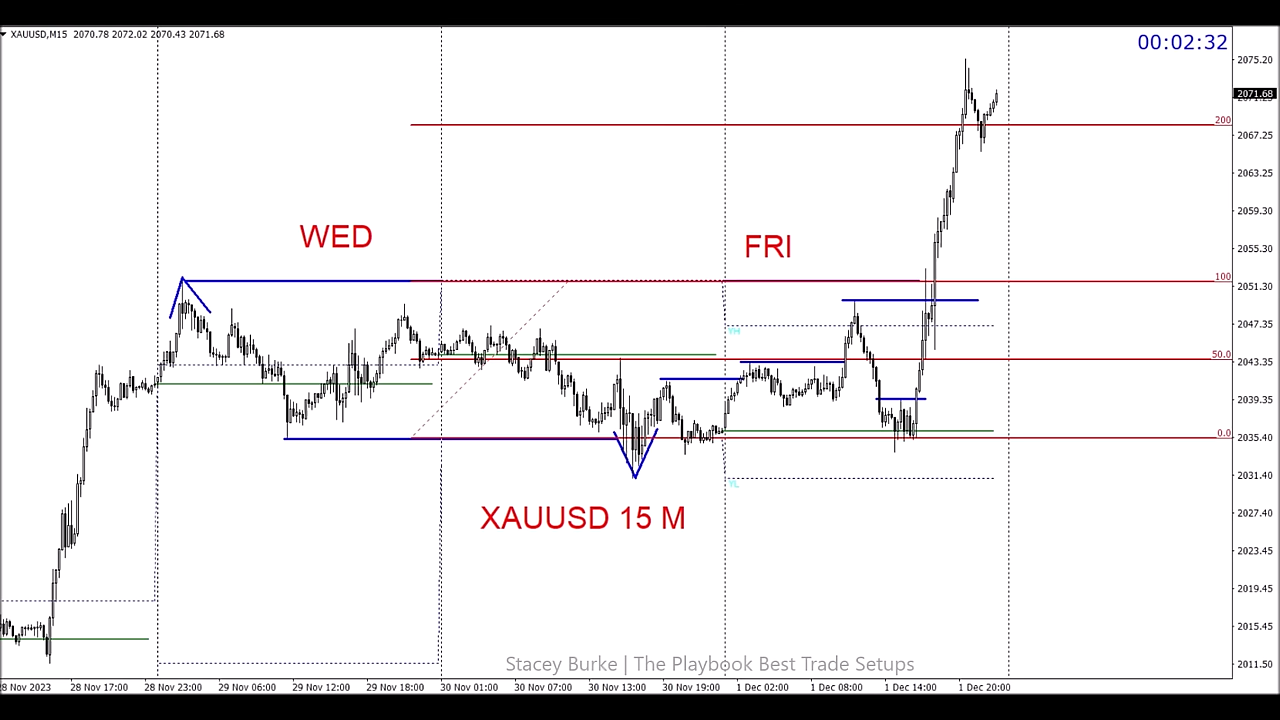 XAUUSD,M15 2070.78 2072.02 2070.43 2071.68
00:02:32
2075.20
2071.68
200
2067.25
2063.25
WED
2059.30
FRI
2055.30
100
2051.30
2047.35
YH
50.0
2043.35
2039.35
0.0
2035.40
2031.40
YL
XAUUSD 15 M
2027.40
2023.45
2019.45
2015.45
Stacey Burke | The Playbook Best Trade Setups
2011.50
28 Nov 2023 28 Nov 17:00 28 Nov 23:00 29 Nov 06:00 29 Nov 12:00 29 Nov 18:00 30 Nov 01:00 30 Nov 07:00 30 Nov 13:00 30 Nov 19:00 1 Dec 02:00 1 Dec 08:00 1 Dec 14:00 1 Dec 20:00